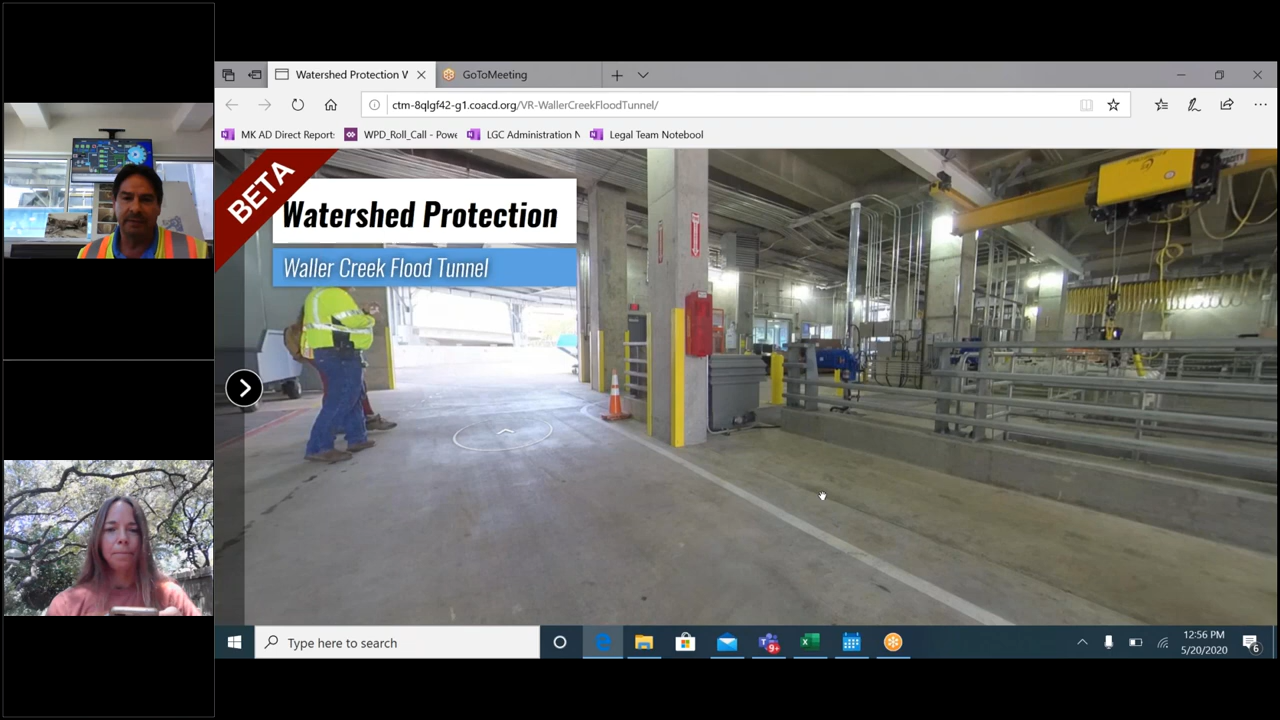 Watershed Protection W
GoToMeeting
ctm-8qlgf42-g1.coacd.org/VR-WallerCreekFloodTunnel/
MK AD Direct Report:
WPD_Roll_Call - Powe
LGC Administration N
Legal Team Notebool
BETA
Watershed Protection
Waller Creek Flood Tunnel
Type here to search
9+
12:56 PM
5/20/2020
6